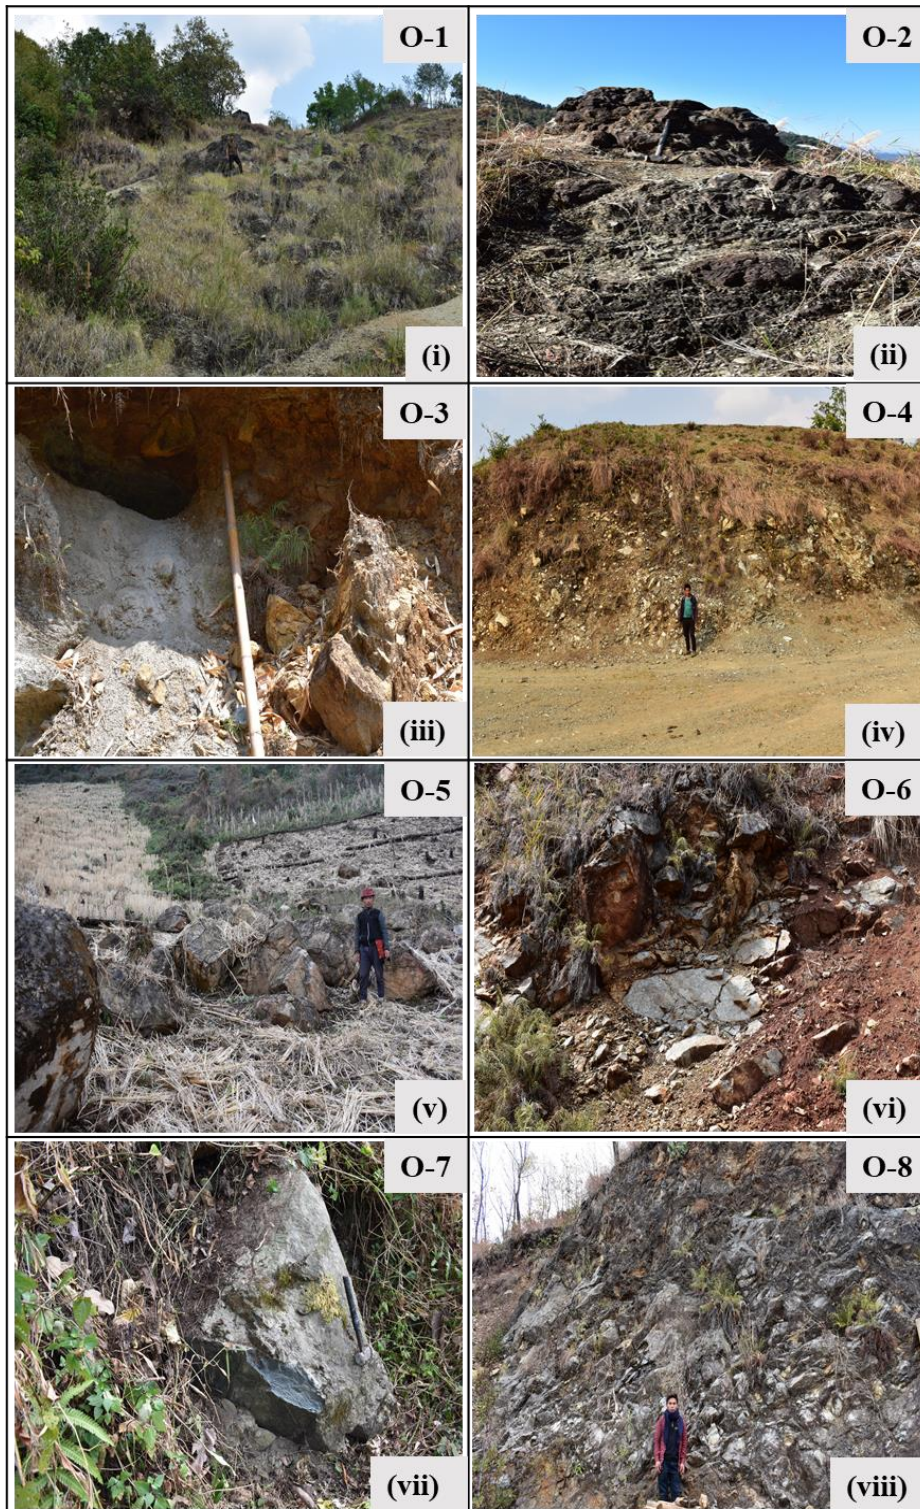 O-1
(i)
O-2
(ii)
O-3
(iii)
O-4
(iv)
O-5
(v)
O-6
(vi)
O-7
(vii)
O-8
(viii)